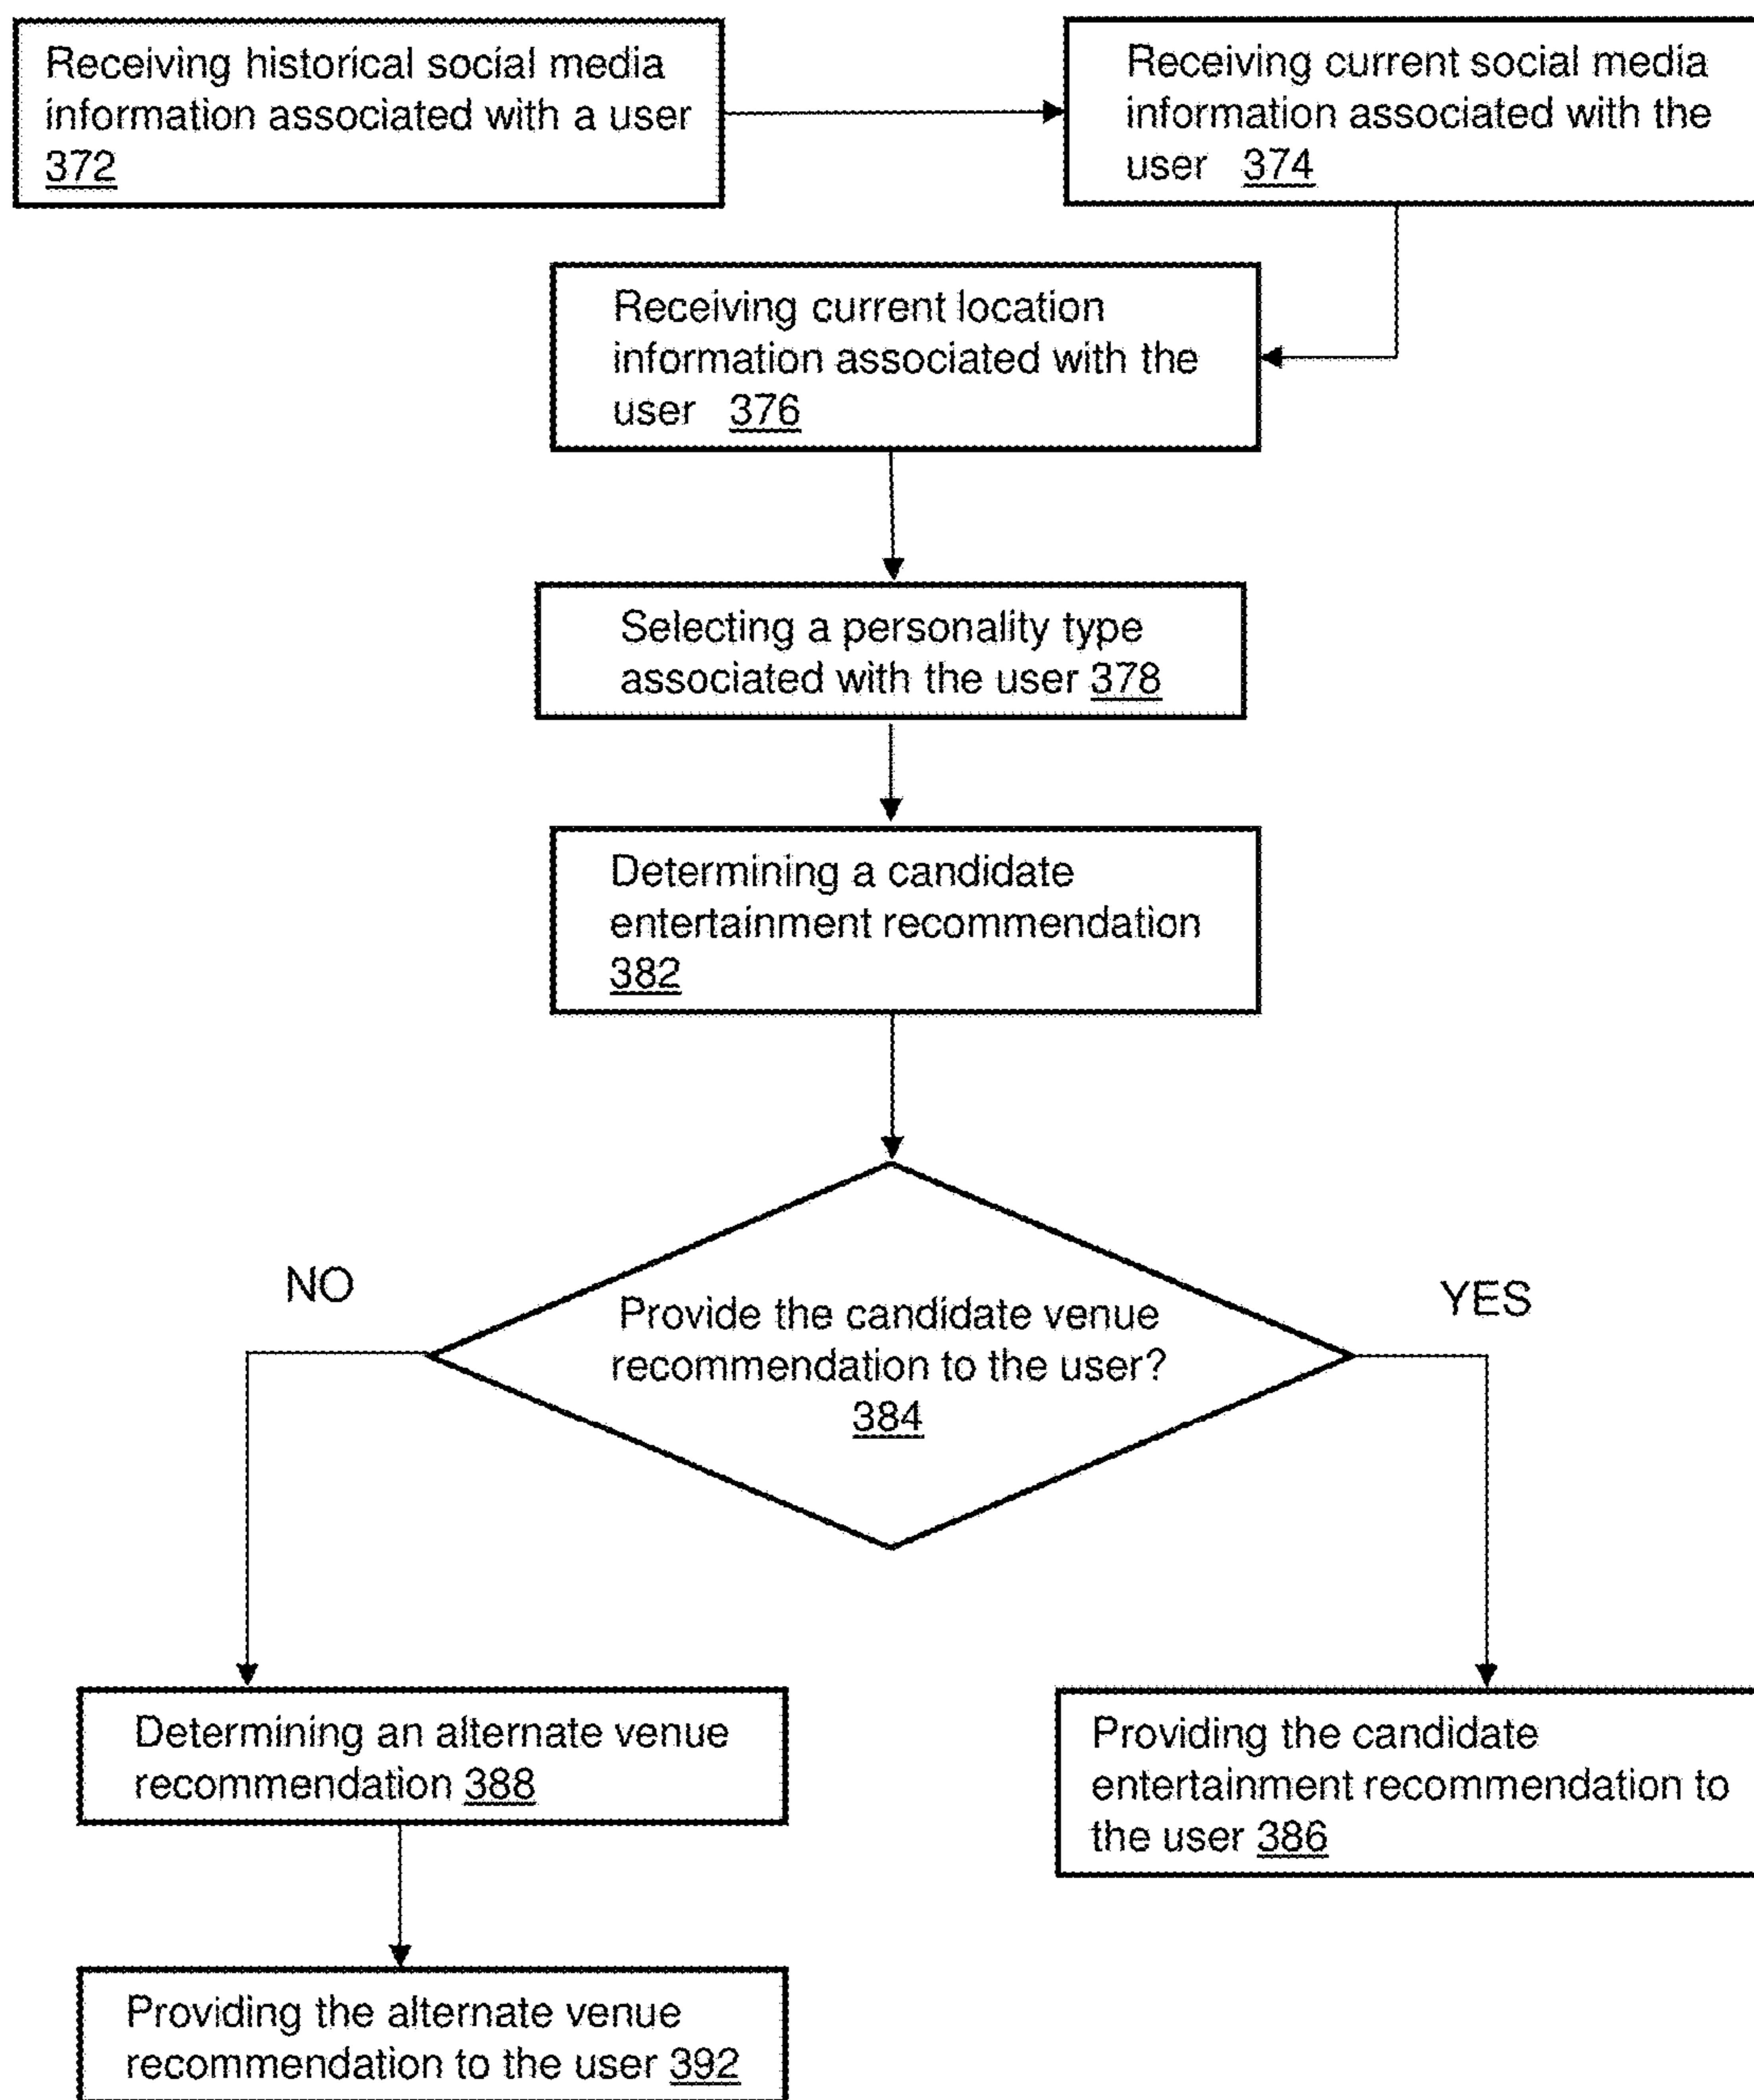 Receiving historical social media
information associated with a user
372
Receiving current social media
information associated with the
user 374
Receiving current location
information associated with the
user 376
Selecting a personality type
associated with the user 378
Determining a candidate
entertainment recommendation
382
NO
YES
Provide the candidate venue
recommendation to the user?
384
Determining an alternate venue
recommendation 388
Providing the candidate
entertainment recommendation to
the user 386
Providing the alternate venue
recommendation to the user 392